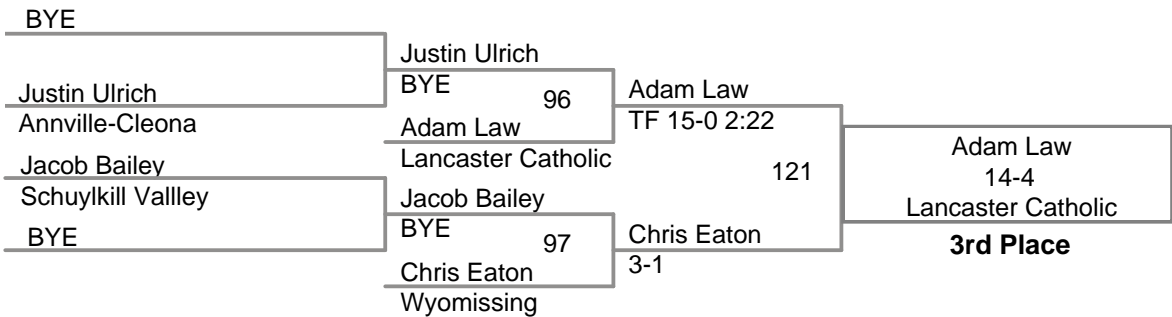 BYE
Justin Ulrich
Annville-Cleona
Jacob Bailey
Schuylkill Vallley
BYE
Justin Ulrich
BYE
96
Adam Law
Lancaster Catholic
Jacob Bailey
BYE
97
Chris Eaton
Wyomissing
Adam Law
TF 15-0 2:22
121
Chris Eaton
3-1
Adam Law
14-4
Lancaster Catholic
3rd Place